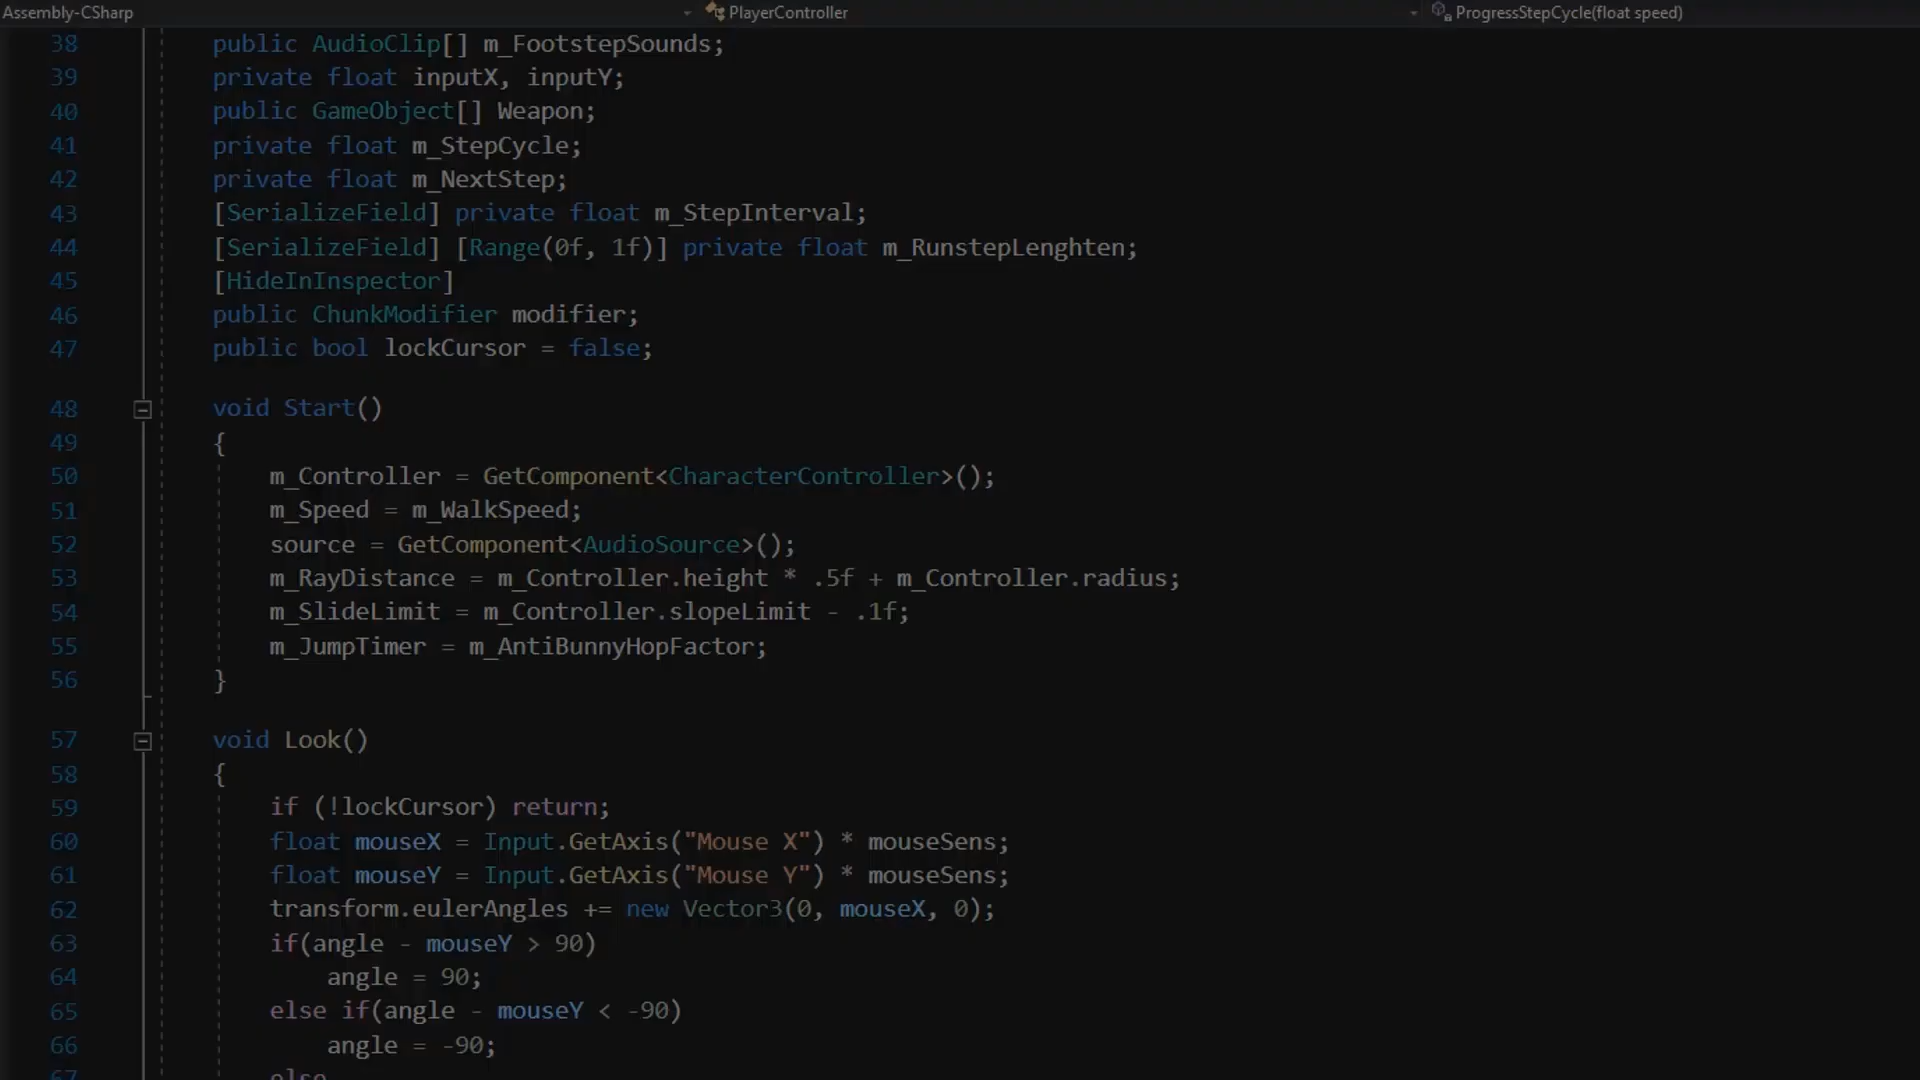 Assembly-CSharp PlayerController ProgressStepCycle(float speed)
38 public AudioClip[] m_FootstepSounds;
39 private float inputX, inputY;
40 public GameObject[] Weapon;
41 private float m_StepCycle;
42 private float m_NextStep;
43 [SerializeField] private float m_StepInterval;
44 [SerializeField] [Range(0f, 1f)] private float m_RunstepLenghten;
45 [HideInInspector]
46 public ChunkModifier modifier;
47 public bool lockCursor = false;
48 void Start()
49 {
50 m_Controller = GetComponent<CharacterController>();
51 m_Speed = m_WalkSpeed;
52 source = GetComponent<AudioSource>();
53 m_RayDistance = m_Controller.height * .5f + m_Controller.radius;
54 m_SlideLimit = m_Controller.slopeLimit - .1f;
55 m_JumpTimer = m_AntiBunnyHopFactor;
56 }
57 void Look()
58 {
59 if (!lockCursor) return;
60 float mouseX = Input.GetAxis("Mouse X") * mouseSens;
61 float mouseY = Input.GetAxis("Mouse Y") * mouseSens;
62 transform.eulerAngles += new Vector3(0, mouseX, 0);
63 if(angle - mouseY > 90)
64 angle = 90;
65 else if(angle - mouseY < -90)
66 angle = -90;
67 else